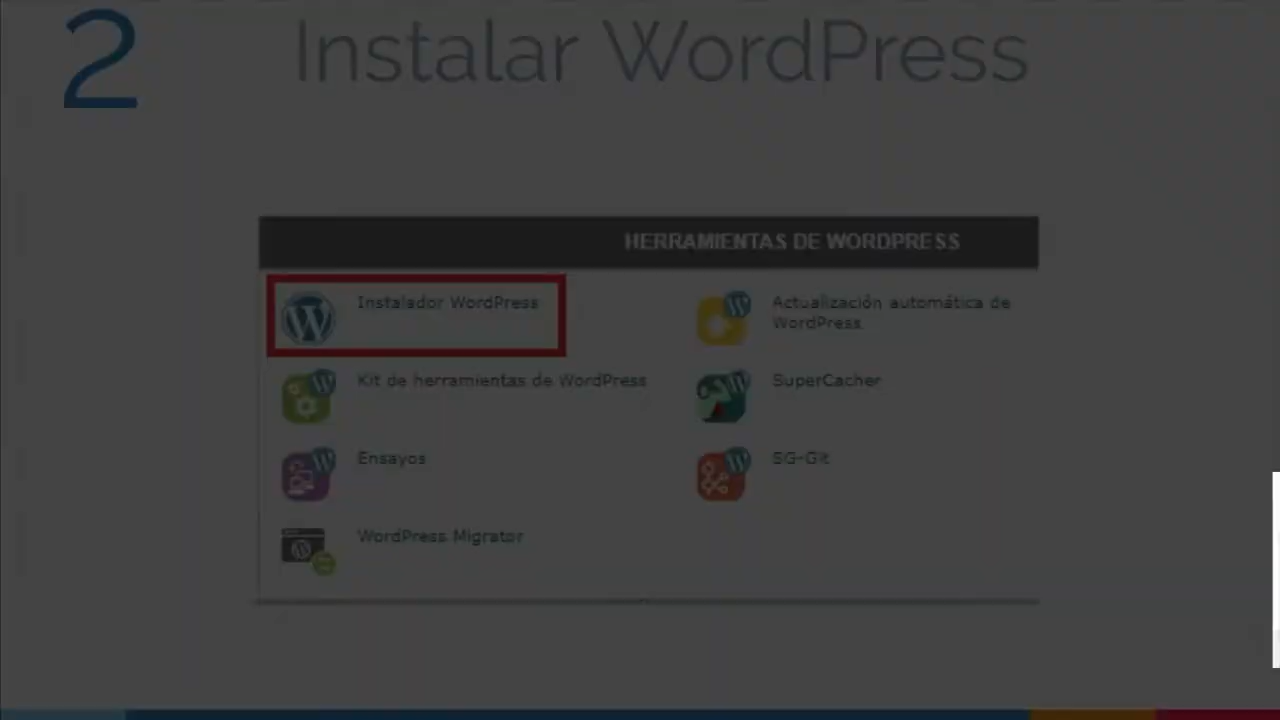 2
Instalar WordPress
HERRAMIENTAS DE WORDPRESS
Instalador WordPress
Actualización automática de
WordPress
Kit de herramientas de WordPress
SuperCacher
Ensayos
SG-Git
WordPress Migrator